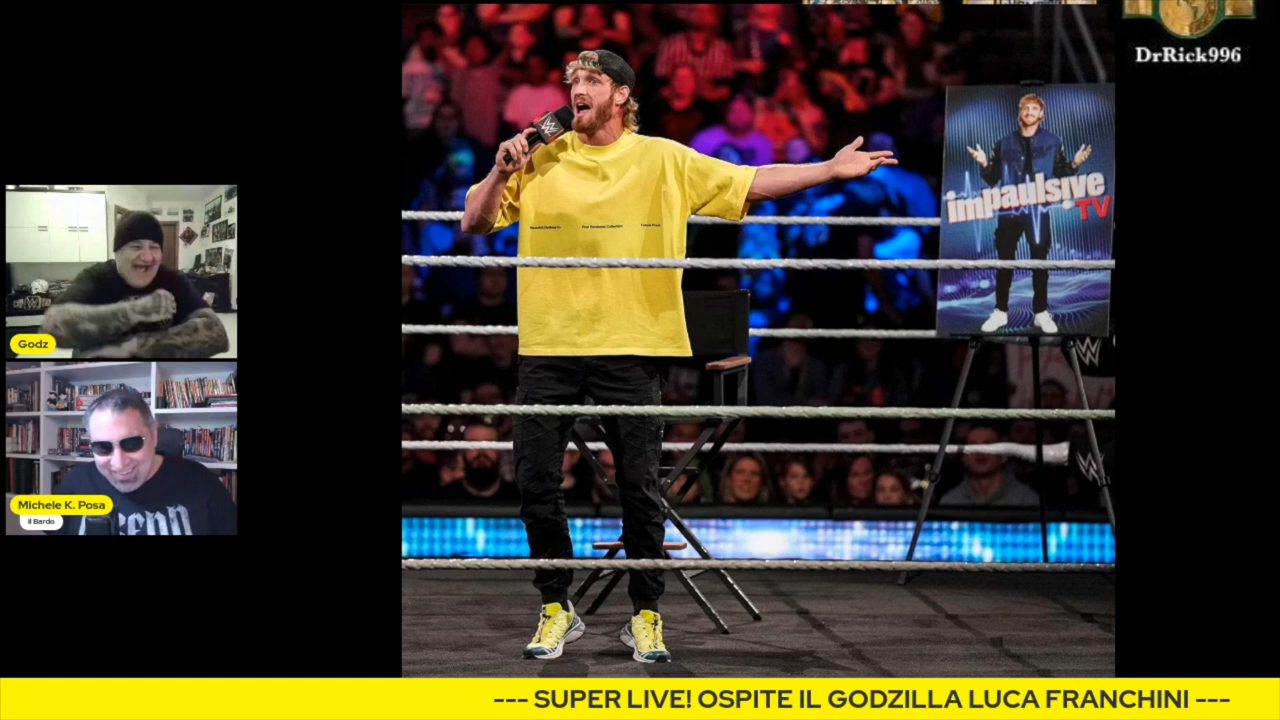 DrRick996
impaulsive
TV
Godz
Michele K. Posa
Il Bardo
--- SUPER LIVE! OSPITE IL GODZILLA LUCA FRANCHINI ---